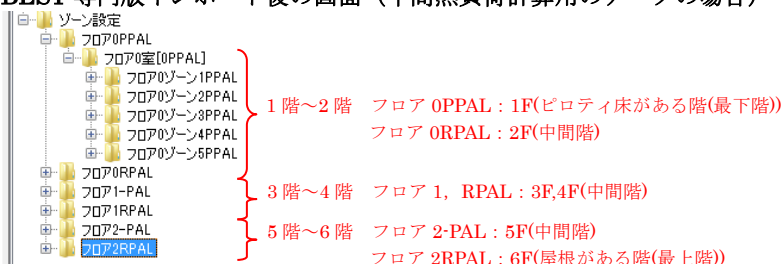 BEST 専門版インポート後の画面（年間熱負荷計算用のデータの場合）
ゾーン設定
フロア0PPAL
フロア0室[0PPAL]
フロア0ゾーン1PPAL
フロア0ゾーン2PPAL
フロア0ゾーン3PPAL
フロア0ゾーン4PPAL
フロア0ゾーン5PPAL
フロア0RPAL
フロア1-PAL
フロア1RPAL
フロア2-PAL
フロア2RPAL
1 階～2 階 フロア 0PPAL：1F(ピロティ床がある階(最下階))
フロア 0RPAL：2F(中間階)
3 階～4 階 フロア 1，RPAL：3F,4F(中間階)
5 階～6 階 フロア 2-PAL：5F(中間階)
フロア 2RPAL：6F(屋根がある階(最上階))